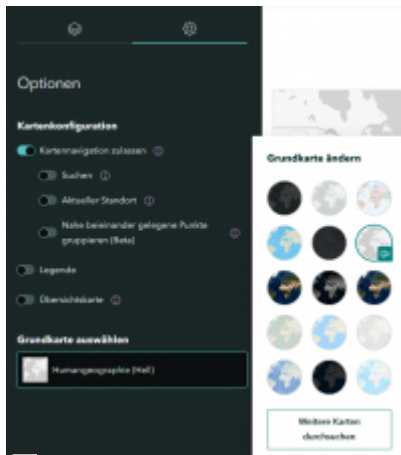 Optionen
Kartenkonfiguration
Kartennavigation zulassen
Suchen
Aktueller Standort
Nahe beieinander gelegene Punkte
gruppieren (Beta)
Legende
Übersichtskarte
Grundkarte auswählen
Humangeographie (Hell)
Grundkarte ändern
Weitere Karten
durchsuchen